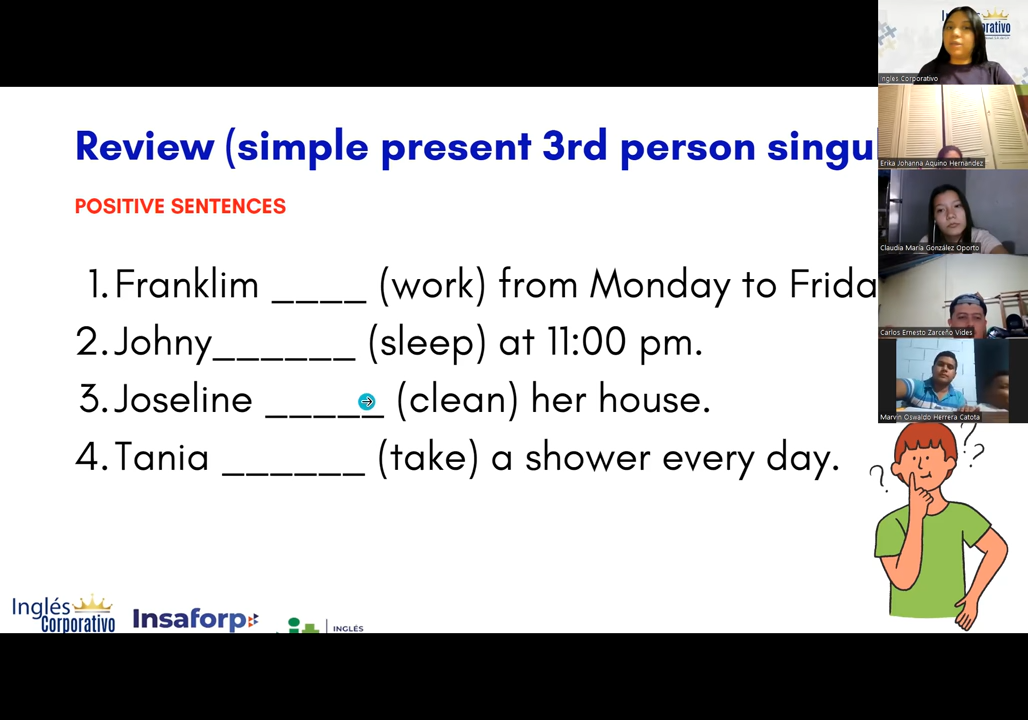 Review (simple present 3rd person singu
POSITIVE SENTENCES
1. Franklim ____ (work) from Monday to Frida
2. Johny______ (sleep) at 11:00 pm.
3. Joseline _____ (clean) her house.
4. Tania ______ (take) a shower every day.
Inglés
Corporativo
Insaforp
INGLÉS
Inglés Corporativo
Erika Johanna Aquino Hernandez
Claudia María González Oporto
Carlos Ernesto Zarceño Vides
Marvin Oswaldo Herrera Catota
? ? ? ?